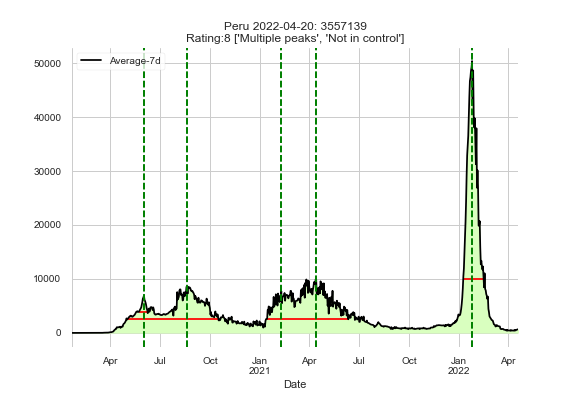 Peru 2022-04-20: 3557139
Rating:8 ['Multiple peaks', 'Not in control']
Average-7d
50000
40000
30000
20000
10000
0
Apr Jul Oct Jan Apr Jul Oct Jan Apr
2021 2022
Date